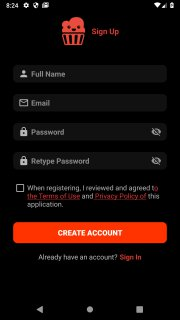 8:24
Sign Up
Full Name
Email
Password
Retype Password
When registering, I reviewed and agreed to
the Terms of Use and Privacy Policy of this
application.
CREATE ACCOUNT
Already have an account? Sign In